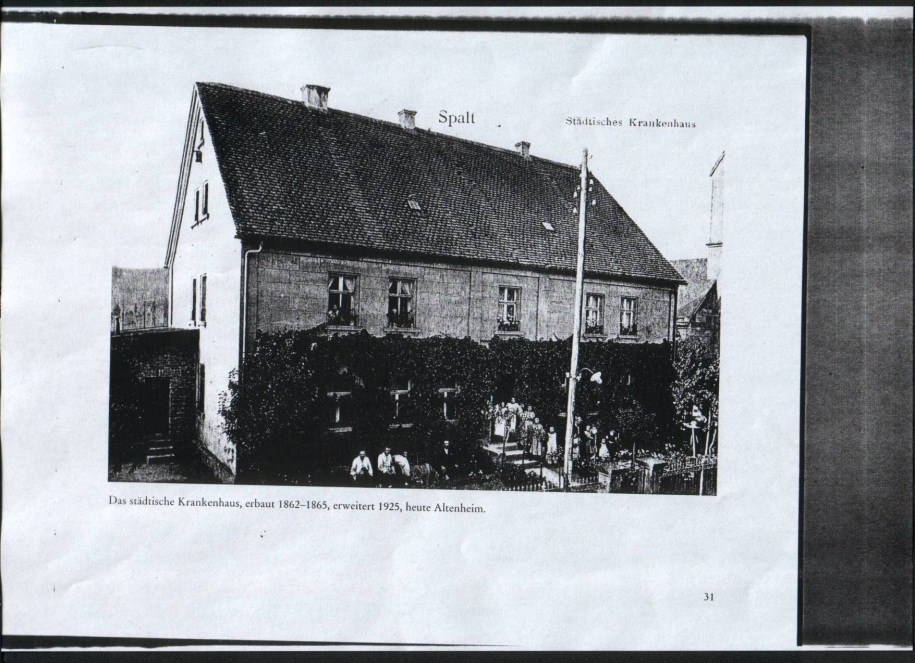 Spalt
Städtisches Krankenhaus
Das städtische Krankenhaus, erbaut 1862–1865, erweitert 1925, heute Altenheim.
31